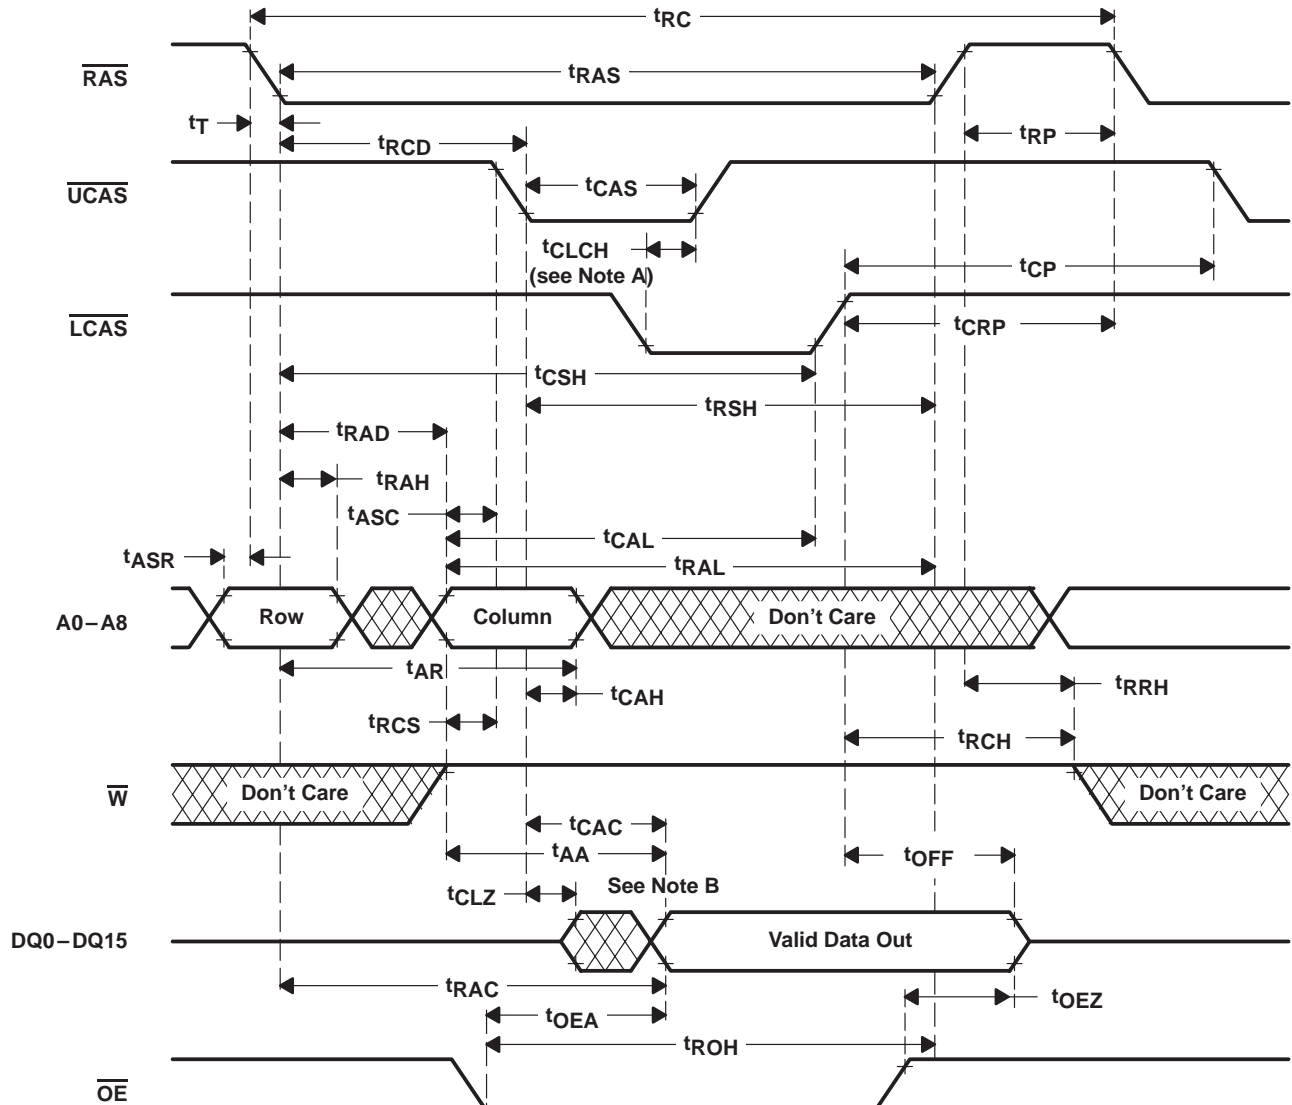 tRC
RAS
tRAS
tT
tRCD
tRP
UCAS
tCAS
tCLCH
(see Note A)
tCP
LCAS
tCRP
tCSH
tRSH
tRAD
tRAH
tASC
tCAL
tASR
tRAL
A0–A8
Row
Column
Don't Care
tAR
tCAH
tRRH
tRCS
tRCH
W
Don't Care
Don't Care
tCAC
tAA
tOFF
tCLZ
See Note B
DQ0–DQ15
Valid Data Out
tRAC
tOEZ
tOEA
tROH
OE